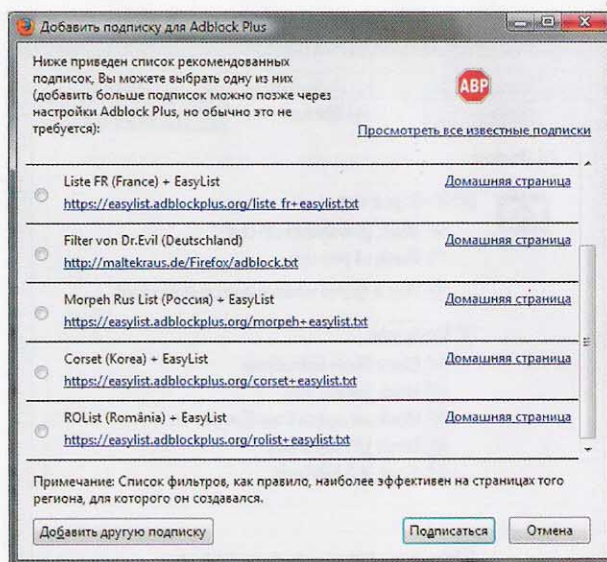 Добавить подписку для Adblock Plus
Ниже приведен список рекомендованных
подписок, Вы можете выбрать одну из них
(добавить больше подписок можно позже через
настройки Adblock Plus, но обычно это не
требуется):
ABP
Просмотреть все известные подписки
Liste FR (France) + EasyList
Домашняя страница
https://easylist.adblockplus.org/liste_fr+easylist.txt
Filter von Dr.Evil (Deutschland)
Домашняя страница
http://maltekraus.de/Firefox/adblock.txt
Morpeh Rus List (Россия) + EasyList
Домашняя страница
https://easylist.adblockplus.org/morpeh+easylist.txt
Corset (Korea) + EasyList
Домашняя страница
https://easylist.adblockplus.org/corset+easylist.txt
ROList (România) + EasyList
Домашняя страница
https://easylist.adblockplus.org/rolist+easylist.txt
Примечание: Список фильтров, как правило, наиболее эффективен на страницах того
региона, для которого он создавался.
Добавить другую подписку
Подписаться
Отмена